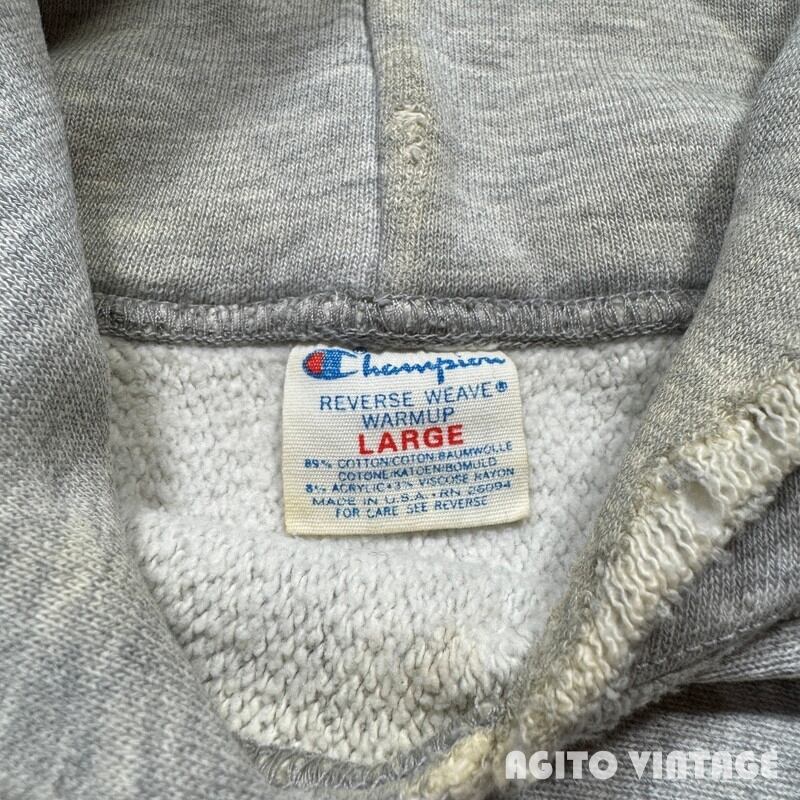 Champion
REVERSE WEAVE®
WARMUP
LARGE
89% COTTON/COTON/BAUMWOLLE
COTONE/KATOEN/BOMULD
8% ACRYLIC • 3% VISCOSE RAYON
MADE IN U.S.A. • RN 26094
FOR CARE SEE REVERSE
AGITO VINTAGE